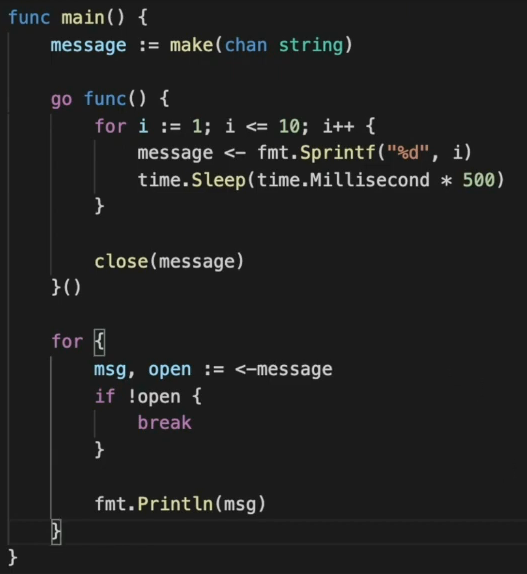 func main() {
    message := make(chan string)

    go func() {
        for i := 1; i <= 10; i++ {
            message <- fmt.Sprintf("%d", i)
            time.Sleep(time.Millisecond * 500)
        }

        close(message)
    }()

    for {
        msg, open := <-message
        if !open {
            break
        }

        fmt.Println(msg)
    }
}